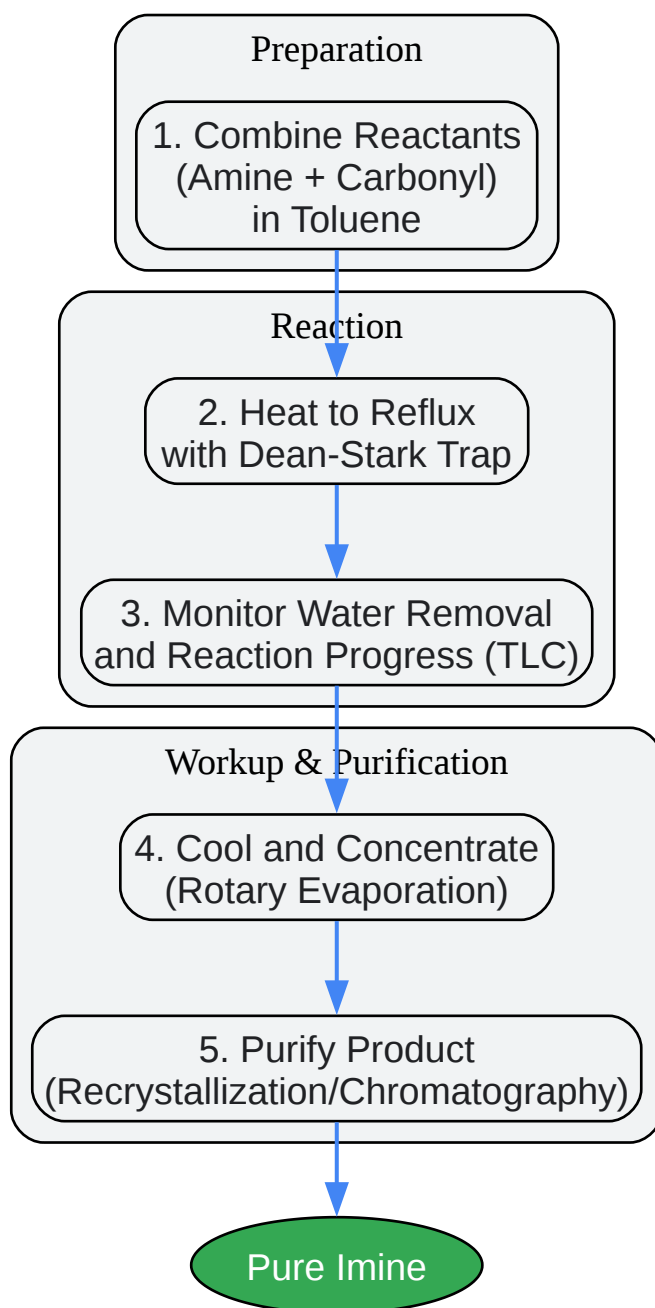 Preparation
1. Combine Reactants
(Amine + Carbonyl)
in Toluene
Reaction
2. Heat to Reflux
with Dean-Stark Trap
3. Monitor Water Removal
and Reaction Progress (TLC)
Workup & Purification
4. Cool and Concentrate
(Rotary Evaporation)
5. Purify Product
(Recrystallization/Chromatography)
Pure Imine